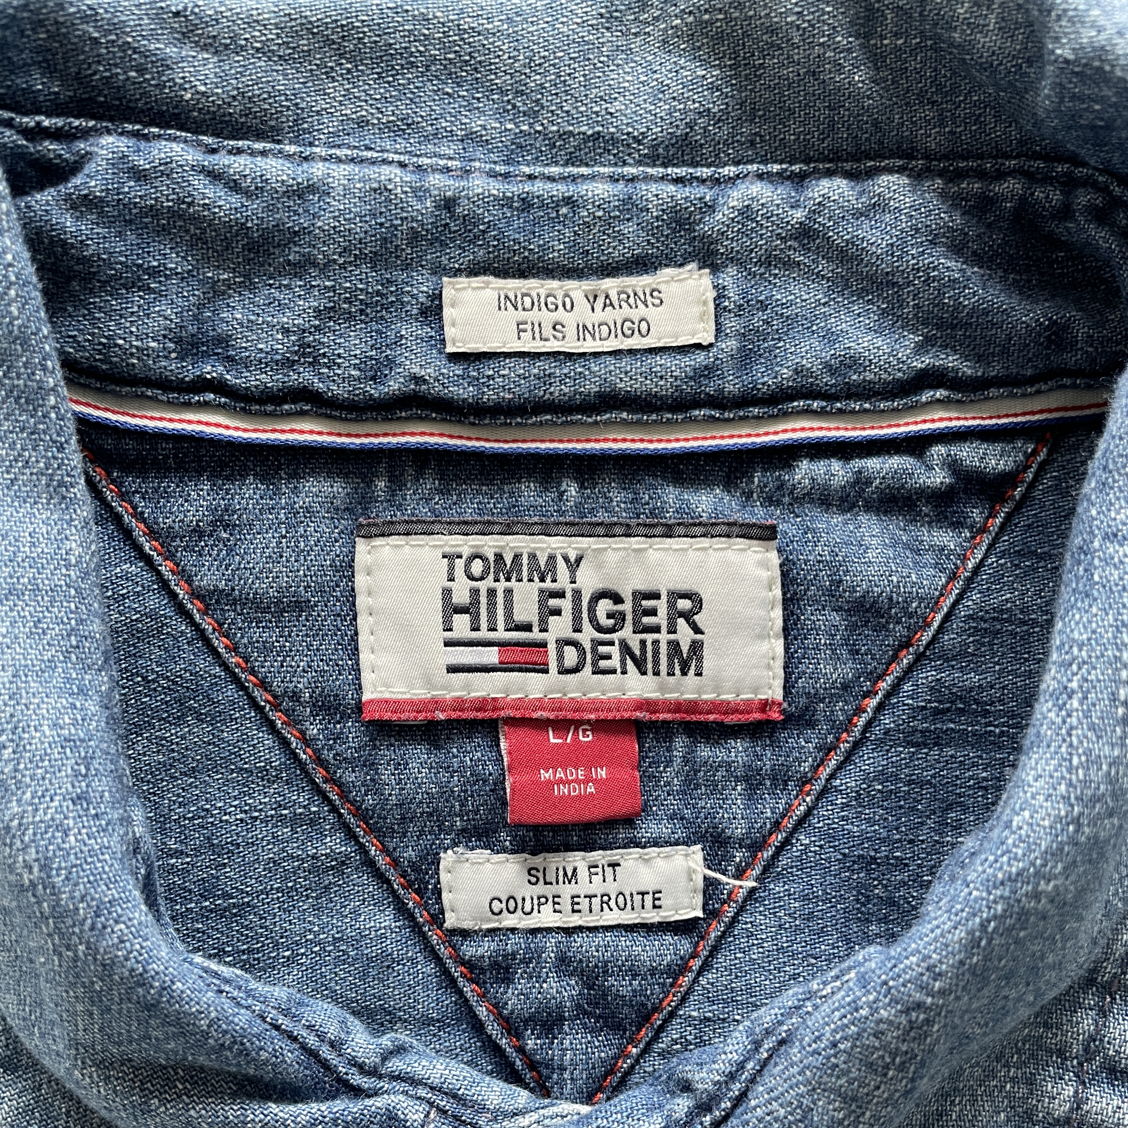 INDIGO YARNS
FILS INDIGO
TOMMY
HILFIGER
DENIM
L/G
MADE IN
INDIA
SLIM FIT
COUPE ETROITE